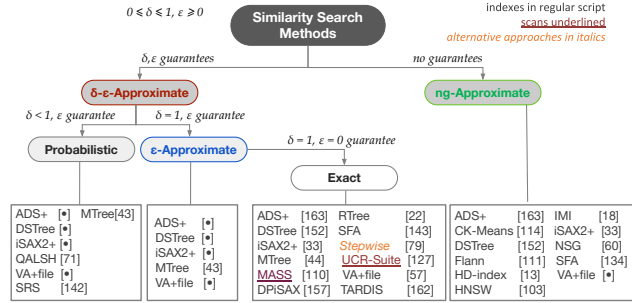 0 ≤ δ ≤ 1, ε ≥ 0
Similarity Search
Methods
indexes in regular script
scans underlined
alternative approaches in italics
δ,ε guarantees
no guarantees
δ-ε-Approximate
ng-Approximate
δ < 1, ε guarantee
δ = 1, ε guarantee
Probabilistic
ε-Approximate
δ = 1, ε = 0 guarantee
Exact
ADS+ [•] MTree[43]
DSTree [•]
iSAX2+ [•]
QALSH [71]
VA+file [•]
SRS [142]
ADS+ [•]
DSTree [•]
iSAX2+ [•]
MTree [43]
VA+file [•]
ADS+ [163] RTree [22]
DSTree [152] SFA [143]
iSAX2+ [33] Stepwise [79]
MTree [44] UCR-Suite [127]
MASS [110] VA+file [57]
DPiSAX [157] TARDIS [162]
ADS+ [163] IMI [18]
CK-Means [114] iSAX2+ [33]
DSTree [152] NSG [60]
Flann [111] SFA [134]
HD-index [13] VA+file [•]
HNSW [103]